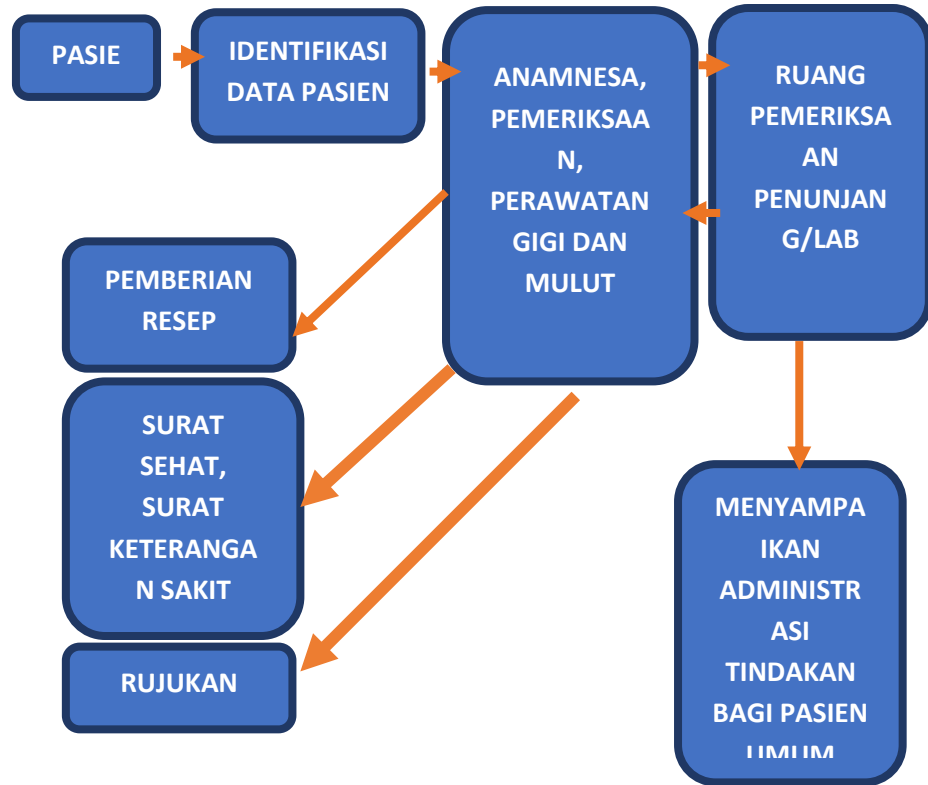 PASIE
IDENTIFIKASI
DATA PASIEN
ANAMNESA,
PEMERIKSAA
N,
PERAWATAN
GIGI DAN
MULUT
RUANG
PEMERIKSA
AN
PENUNJAN
G/LAB
PEMBERIAN
RESEP
SURAT
SEHAT,
SURAT
KETERANGA
N SAKIT
RUJUKAN
MENYAMPA
IKAN
ADMINISTR
ASI
TINDAKAN
BAGI PASIEN
UMUM